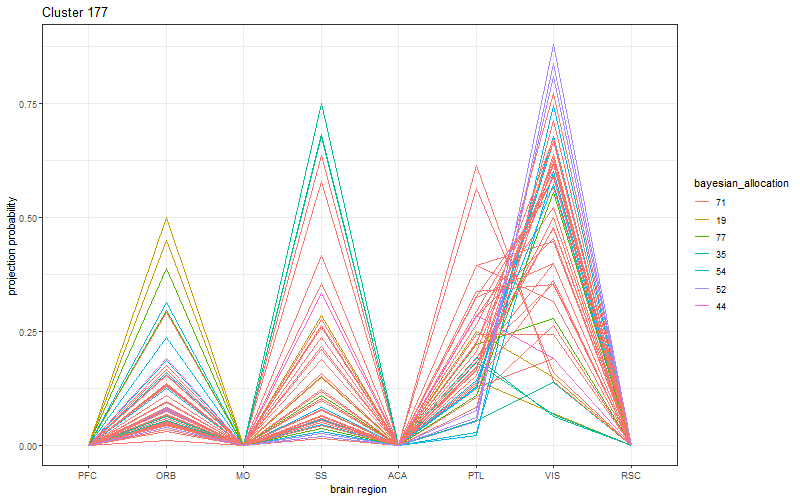 Cluster 177
projection probability
0.75
0.50
0.25
0.00
PFC ORB MO SS ACA PTL VIS RSC
brain region
bayesian_allocation
71
19
77
35
54
52
44